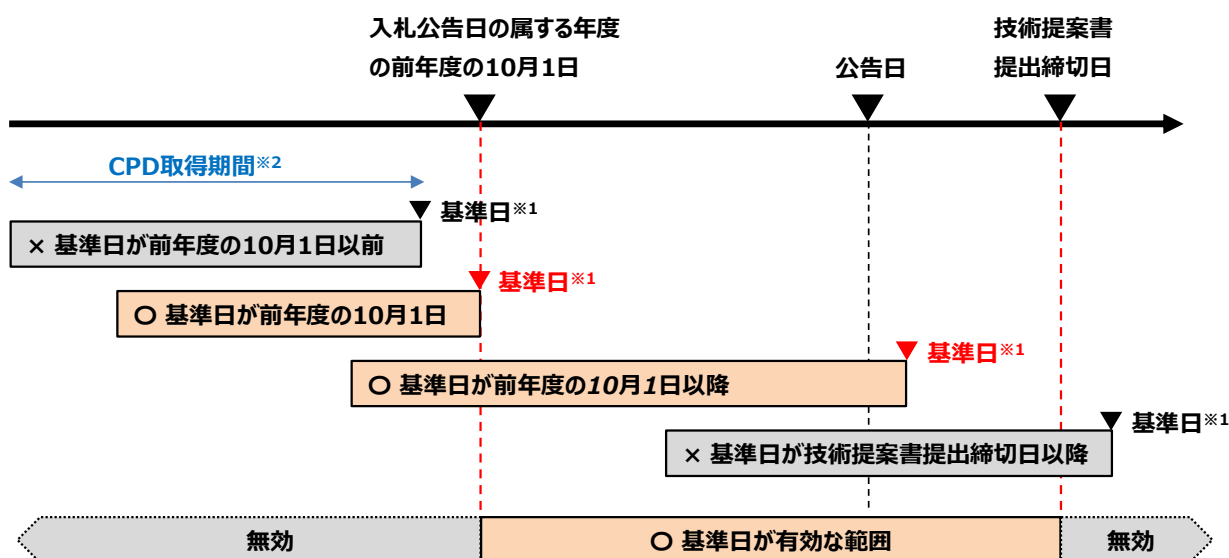 入札公告日の属する年度
の前年度の10月1日
公告日
技術提案書
提出締切日
CPD取得期間※2
基準日※1
× 基準日が前年度の10月1日以前
基準日※1
〇 基準日が前年度の10月1日
基準日※1
〇 基準日が前年度の10月1日以降
基準日※1
× 基準日が技術提案書提出締切日以降
無効
〇 基準日が有効な範囲
無効